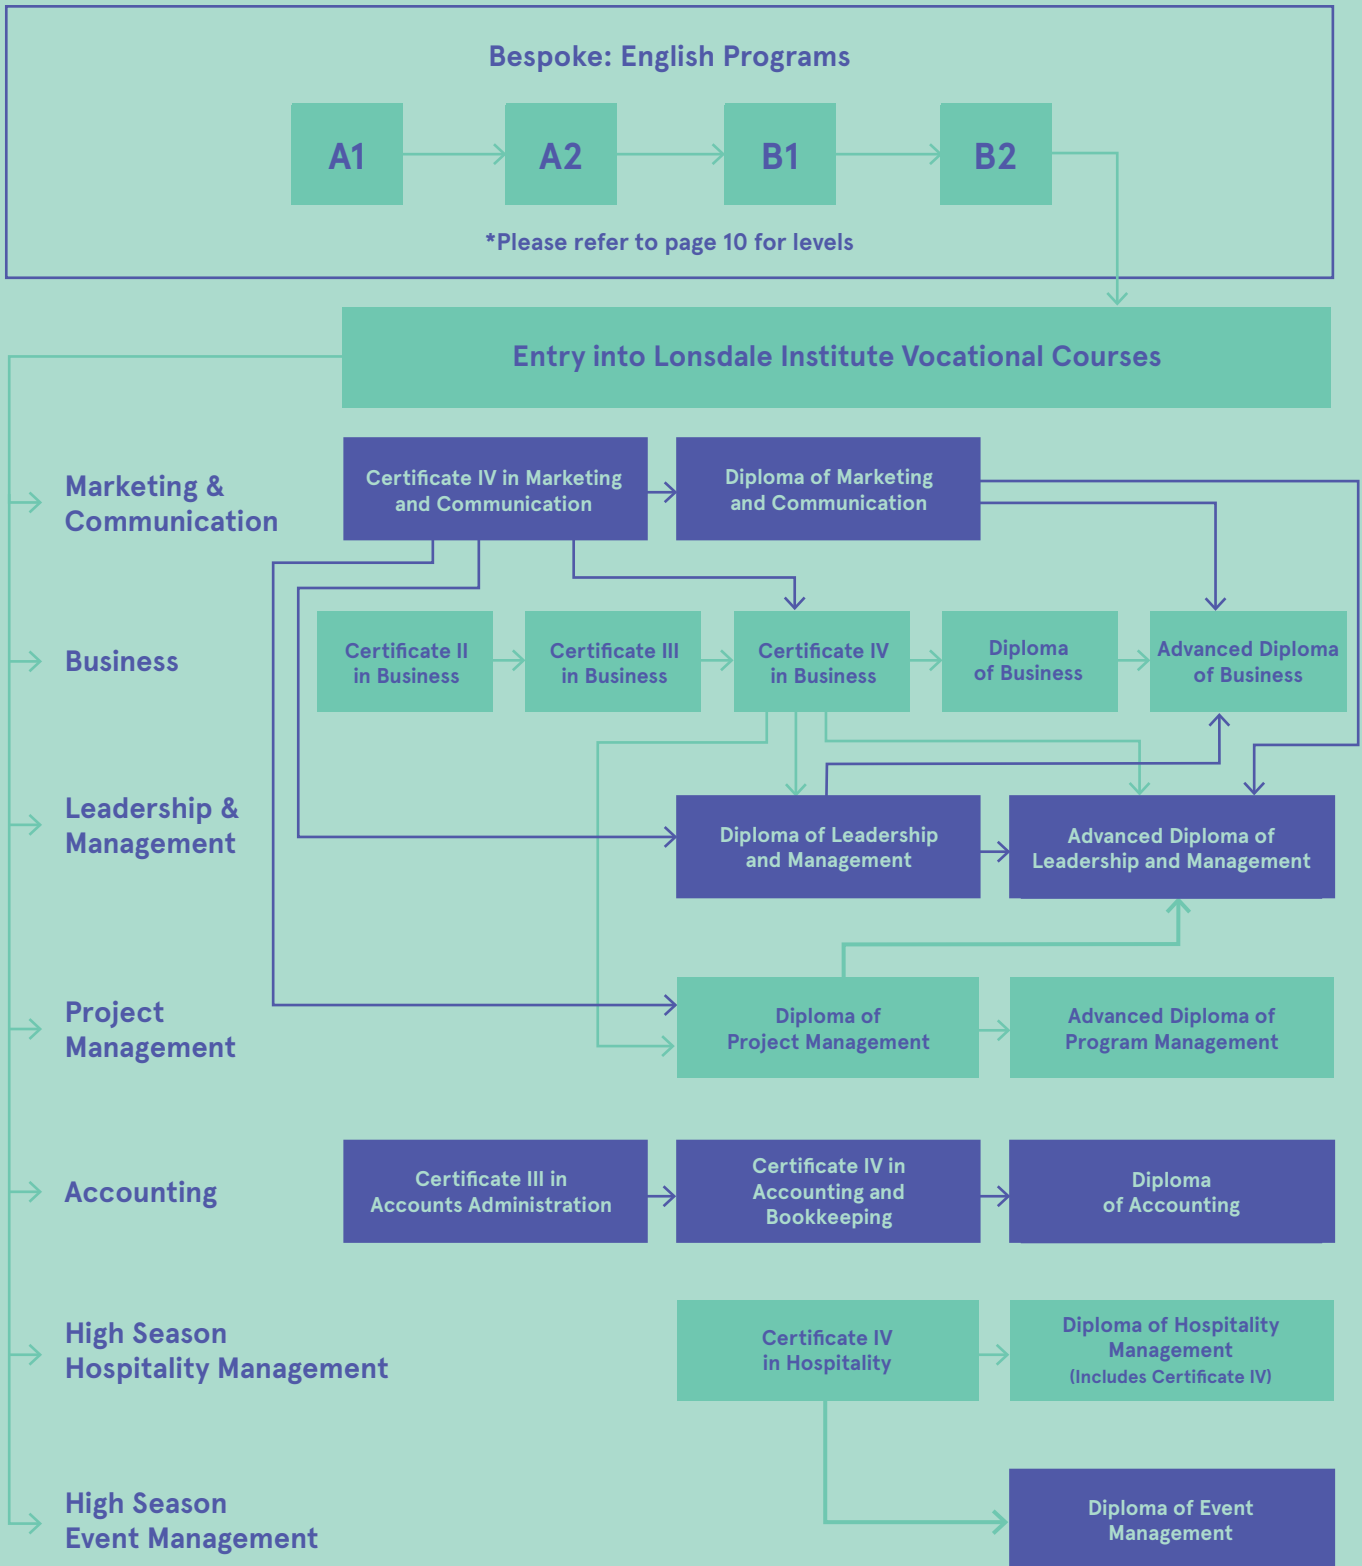 Bespoke: English Programs
A1
A2
B1
B2
*Please refer to page 10 for levels
Entry into Lonsdale Institute Vocational Courses
Marketing &
Communication
Certificate IV in Marketing
and Communication
Diploma of Marketing
and Communication
Business
Certificate II
in Business
Certificate III
in Business
Certificate IV
in Business
Diploma
of Business
Advanced Diploma
of Business
Leadership &
Management
Diploma of Leadership
and Management
Advanced Diploma of
Leadership and Management
Project
Management
Diploma of
Project Management
Advanced Diploma of
Program Management
Accounting
Certificate III in
Accounts Administration
Certificate IV in
Accounting and
Bookkeeping
Diploma
of Accounting
High Season
Hospitality Management
Certificate IV
in Hospitality
Diploma of Hospitality
Management
(Includes Certificate IV)
High Season
Event Management
Diploma of Event
Management